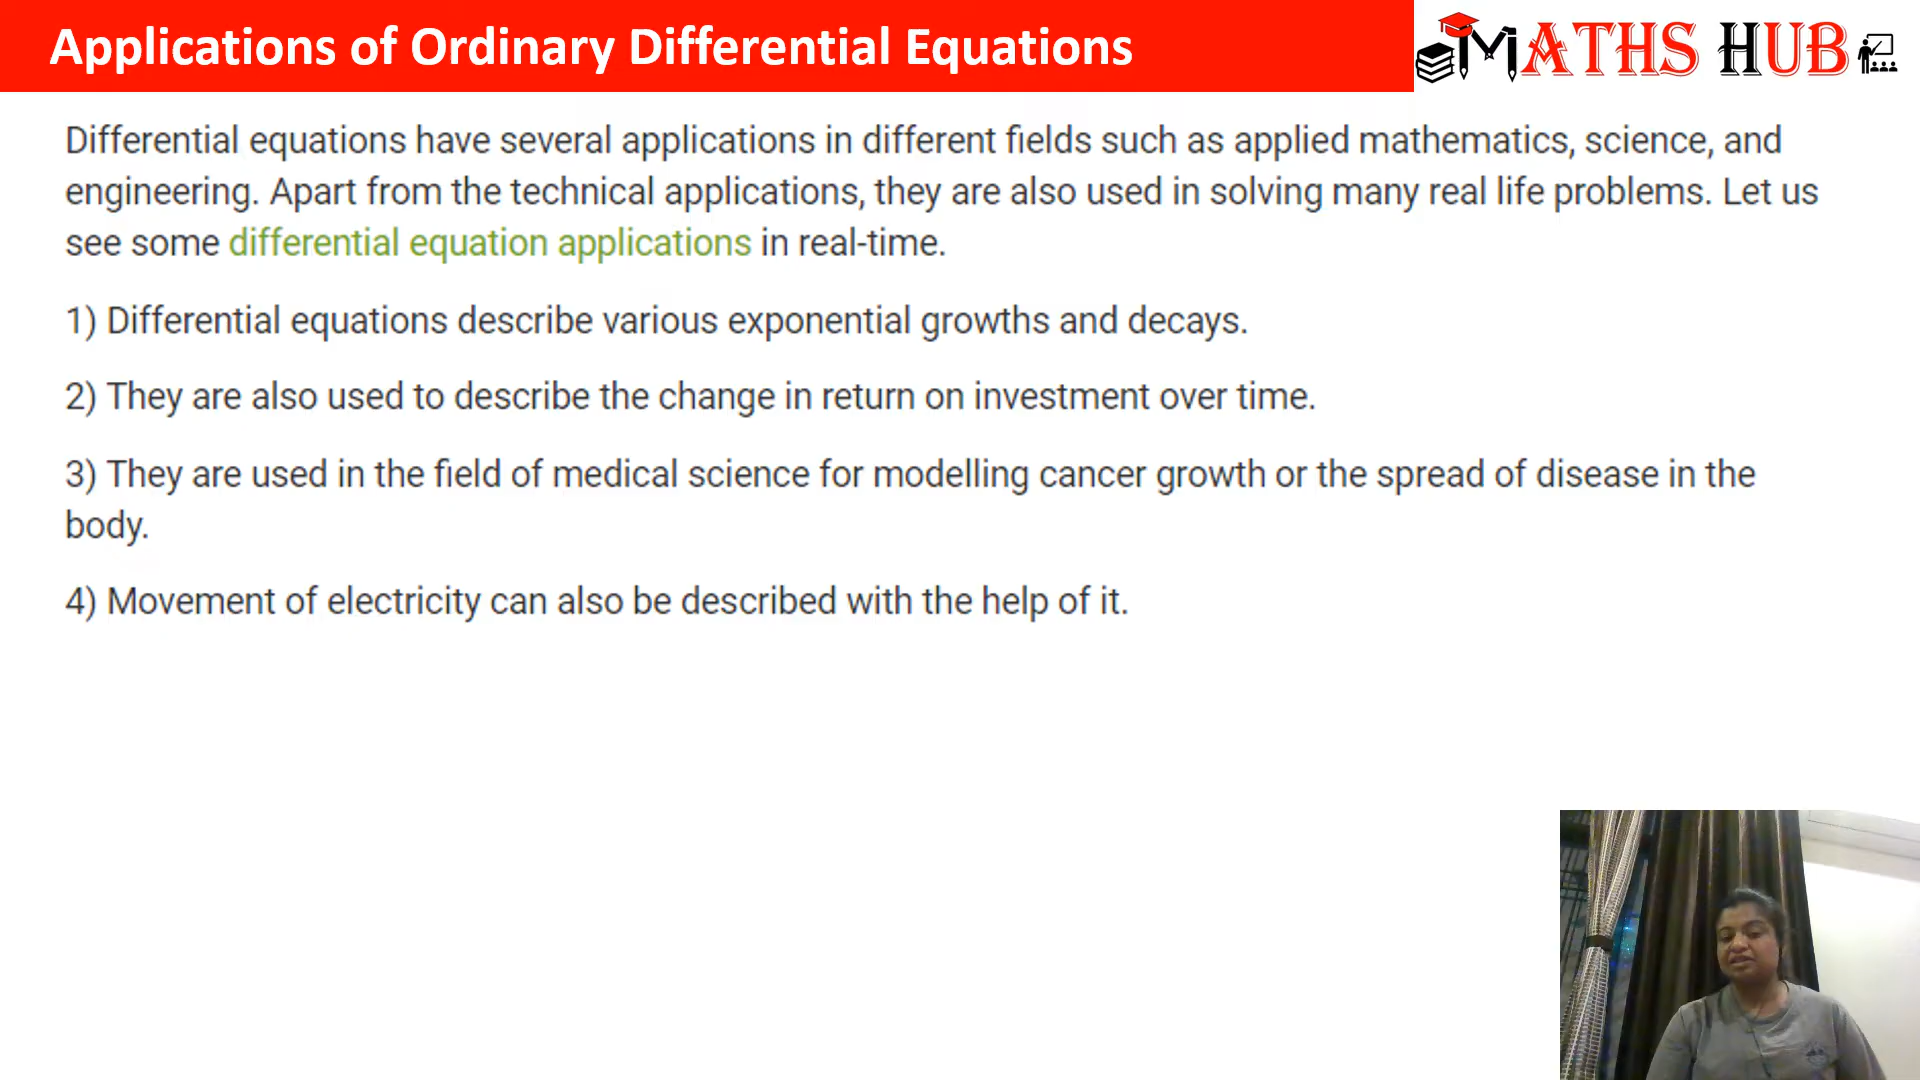 Applications of Ordinary Differential Equations
MATHS HUB
Differential equations have several applications in different fields such as applied mathematics, science, and
engineering. Apart from the technical applications, they are also used in solving many real life problems. Let us
see some differential equation applications in real-time.
1) Differential equations describe various exponential growths and decays.
2) They are also used to describe the change in return on investment over time.
3) They are used in the field of medical science for modelling cancer growth or the spread of disease in the
body.
4) Movement of electricity can also be described with the help of it.